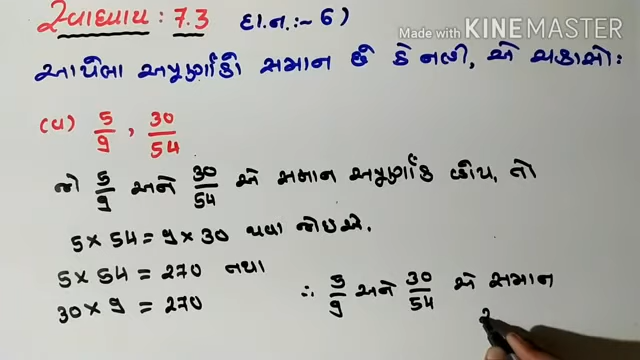 સ્વાધ્યાય : 7.3 દા.ન.:- 6)
Made with KINEMASTER
આપેલા અપૂર્ણાંકો સમાન છે કે નહી, એ ચકાસો:
(અ) 5/9 , 30/54
જો 5/9 અને 30/54 એ સમાન અપૂર્ણાંક હોય, તો
5 × 54 = 9 × 30 થવા જોઈએ.
5 × 54 = 270 તથા
30 × 9 = 270
∴ 5/9 અને 30/54 એ સમાન